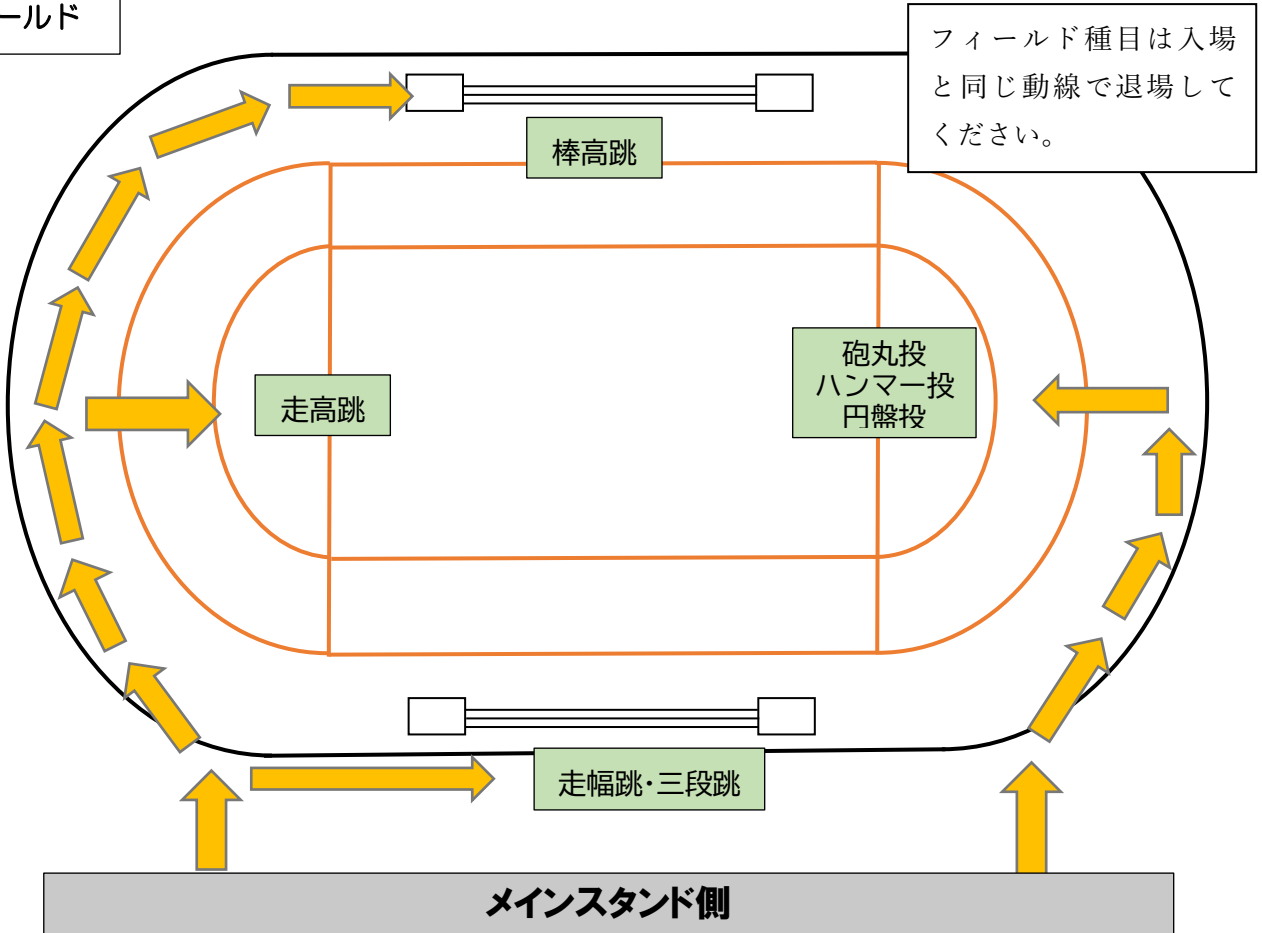 ールド
フィールド種目は入場
と同じ動線で退場して
ください。
棒高跳
走高跳
砲丸投
ハンマー投
円盤投
走幅跳・三段跳
メインスタンド側